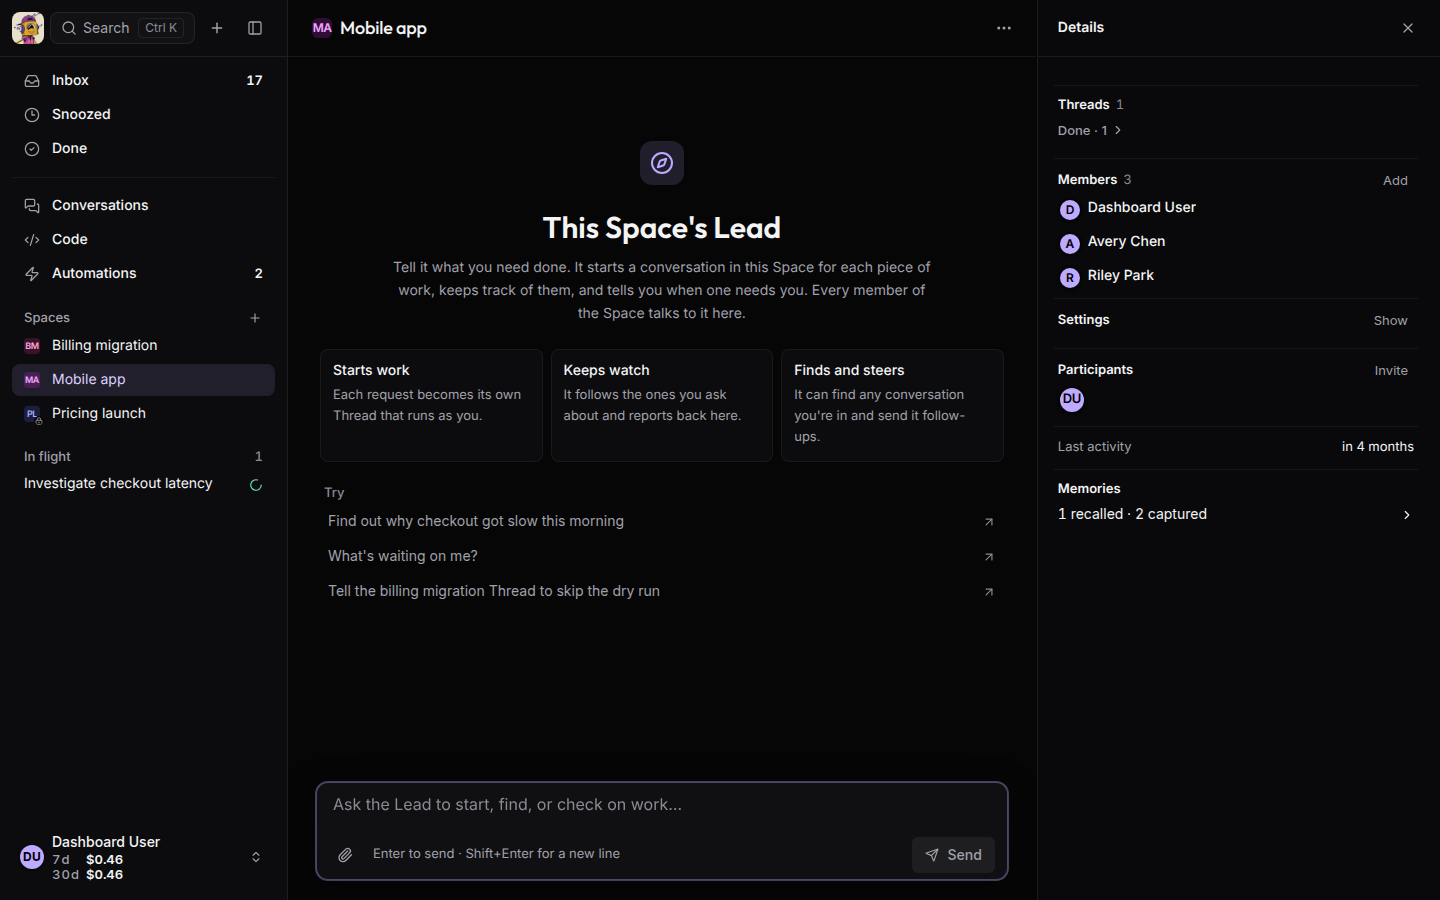 Search Ctrl K
Inbox 17
Snoozed
Done
Conversations
Code
Automations 2
Spaces
BM Billing migration
MA Mobile app
PL Pricing launch
In flight 1
Investigate checkout latency
DU Dashboard User
7d $0.46
30d $0.46
MA Mobile app
This Space's Lead
Tell it what you need done. It starts a conversation in this Space for each piece of
work, keeps track of them, and tells you when one needs you. Every member of
the Space talks to it here.
Starts work
Each request becomes its own
Thread that runs as you.
Keeps watch
It follows the ones you ask
about and reports back here.
Finds and steers
It can find any conversation
you're in and send it follow-
ups.
Try
Find out why checkout got slow this morning
What's waiting on me?
Tell the billing migration Thread to skip the dry run
Ask the Lead to start, find, or check on work...
Enter to send · Shift+Enter for a new line
Send
Details
Threads 1
Done · 1
Members 3 Add
D Dashboard User
A Avery Chen
R Riley Park
Settings Show
Participants Invite
DU
Last activity in 4 months
Memories
1 recalled · 2 captured